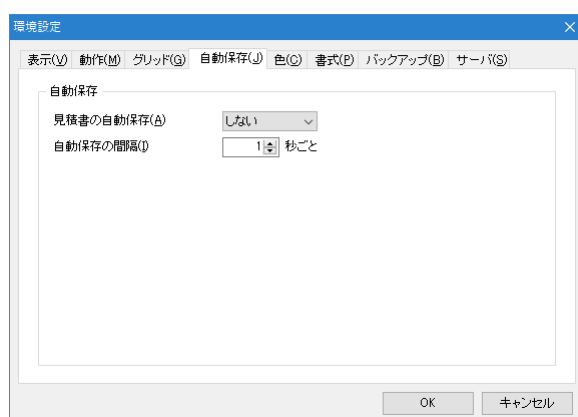 環境設定
表示(V) 動作(M) グリッド(G) 自動保存(J) 色(C) 書式(P) バックアップ(B) サーバ(S)
自動保存
見積書の自動保存(A) しない
自動保存の間隔(I) 1 秒ごと
OK キャンセル